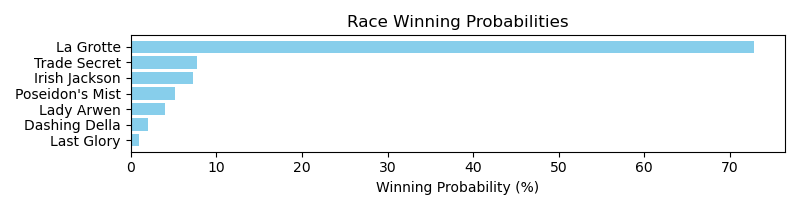 Race Winning Probabilities
La Grotte
Trade Secret
Irish Jackson
Poseidon's Mist
Lady Arwen
Dashing Della
Last Glory
0 10 20 30 40 50 60 70
Winning Probability (%)